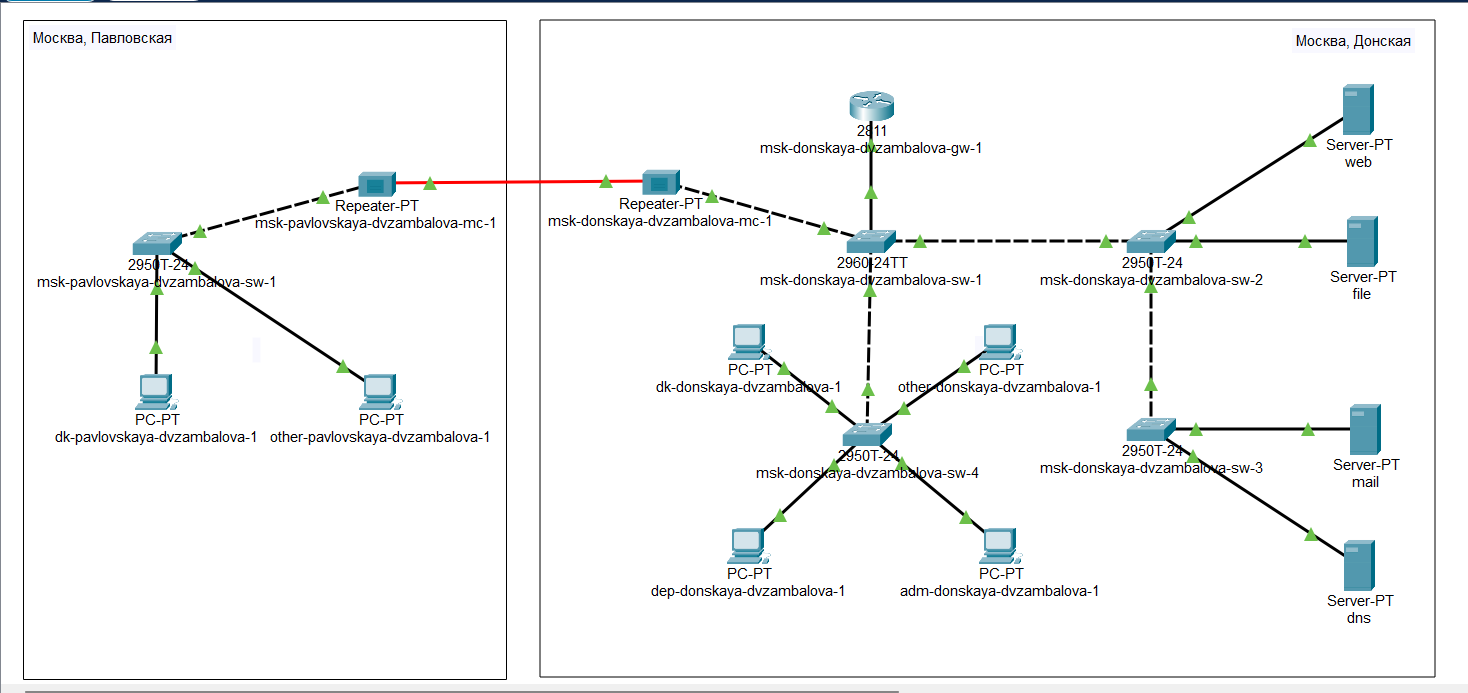 Москва, Павловская
Repeater-PT
msk-pavlovskaya-dvzambalova-mc-1
2950T-24
msk-pavlovskaya-dvzambalova-sw-1
PC-PT
dk-pavlovskaya-dvzambalova-1
PC-PT
other-pavlovskaya-dvzambalova-1
Москва, Донская
2811
msk-donskaya-dvzambalova-gw-1
Repeater-PT
msk-donskaya-dvzambalova-mc-1
2960-24TT
msk-donskaya-dvzambalova-sw-1
2950T-24
msk-donskaya-dvzambalova-sw-2
Server-PT
web
Server-PT
file
PC-PT
dk-donskaya-dvzambalova-1
PC-PT
other-donskaya-dvzambalova-1
2950T-24
msk-donskaya-dvzambalova-sw-4
2950T-24
msk-donskaya-dvzambalova-sw-3
Server-PT
mail
PC-PT
dep-donskaya-dvzambalova-1
PC-PT
adm-donskaya-dvzambalova-1
Server-PT
dns